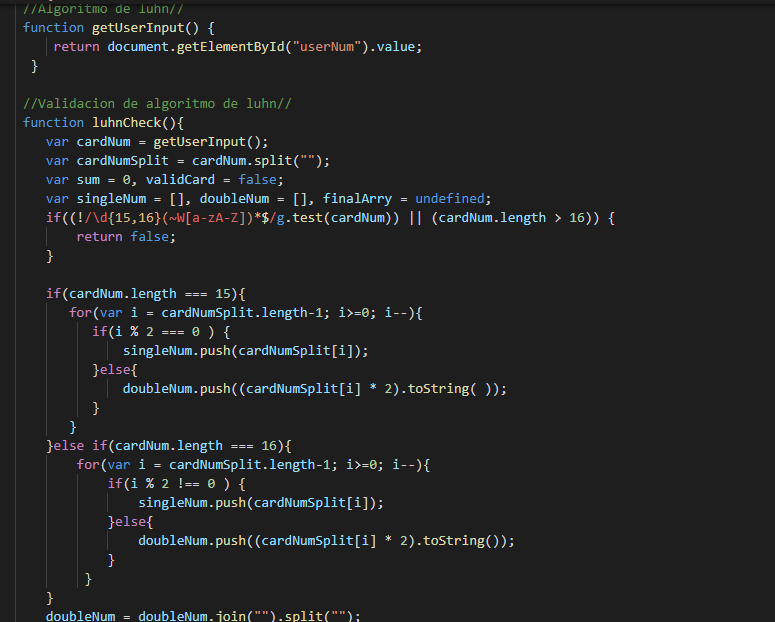 //Algoritmo de luhn//
function getUserInput() {
    return document.getElementById("userNum").value;
 }

//Validacion de algoritmo de luhn//
function luhnCheck(){
   var cardNum = getUserInput();
   var cardNumSplit = cardNum.split("");
   var sum = 0, validCard = false;
   var singleNum = [], doubleNum = [], finalArry = undefined;
   if((!/\d{15,16}(~W[a-zA-Z])*$/g.test(cardNum)) || (cardNum.length > 16)) {
       return false;
   }

   if(cardNum.length === 15){
      for(var i = cardNumSplit.length-1; i>=0; i--){
         if(i % 2 === 0 ) {
             singleNum.push(cardNumSplit[i]);
         }else{
             doubleNum.push((cardNumSplit[i] * 2).toString( ));
         }
      }
   }else if(cardNum.length === 16){
       for(var i = cardNumSplit.length-1; i>=0; i--){
           if(i % 2 !== 0 ) {
               singleNum.push(cardNumSplit[i]);
           }else{
               doubleNum.push((cardNumSplit[i] * 2).toString());
           }
        }
   }
   doubleNum = doubleNum.join("").split("");